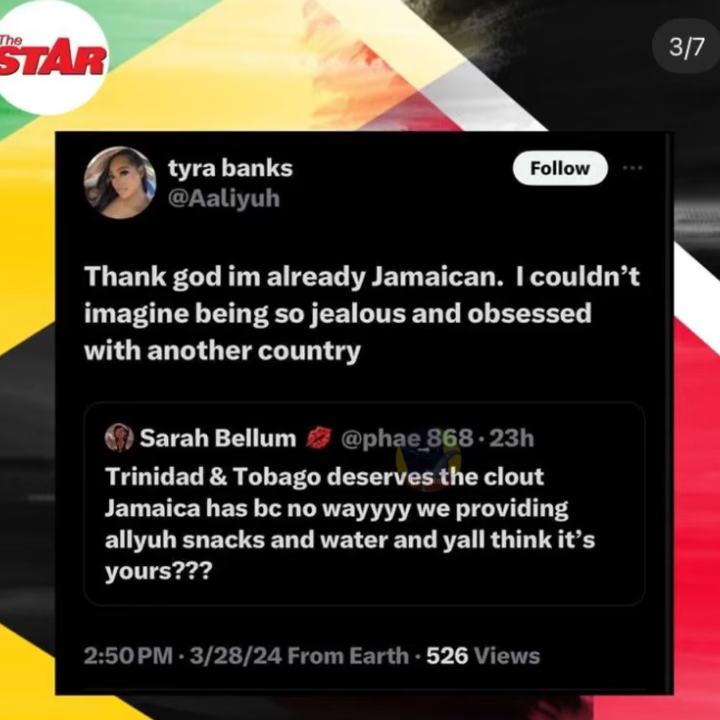 The
STAR
3/7
tyra banks
Follow
@Aaliyuh
Thank god im already Jamaican. I couldn’t
imagine being so jealous and obsessed
with another country
Sarah Bellum 💋 @phae 868 · 23h
Trinidad & Tobago deserves the clout
Jamaica has bc no wayyyy we providing
allyuh snacks and water and yall think it’s
yours???
2:50 PM · 3/28/24 From Earth · 526 Views